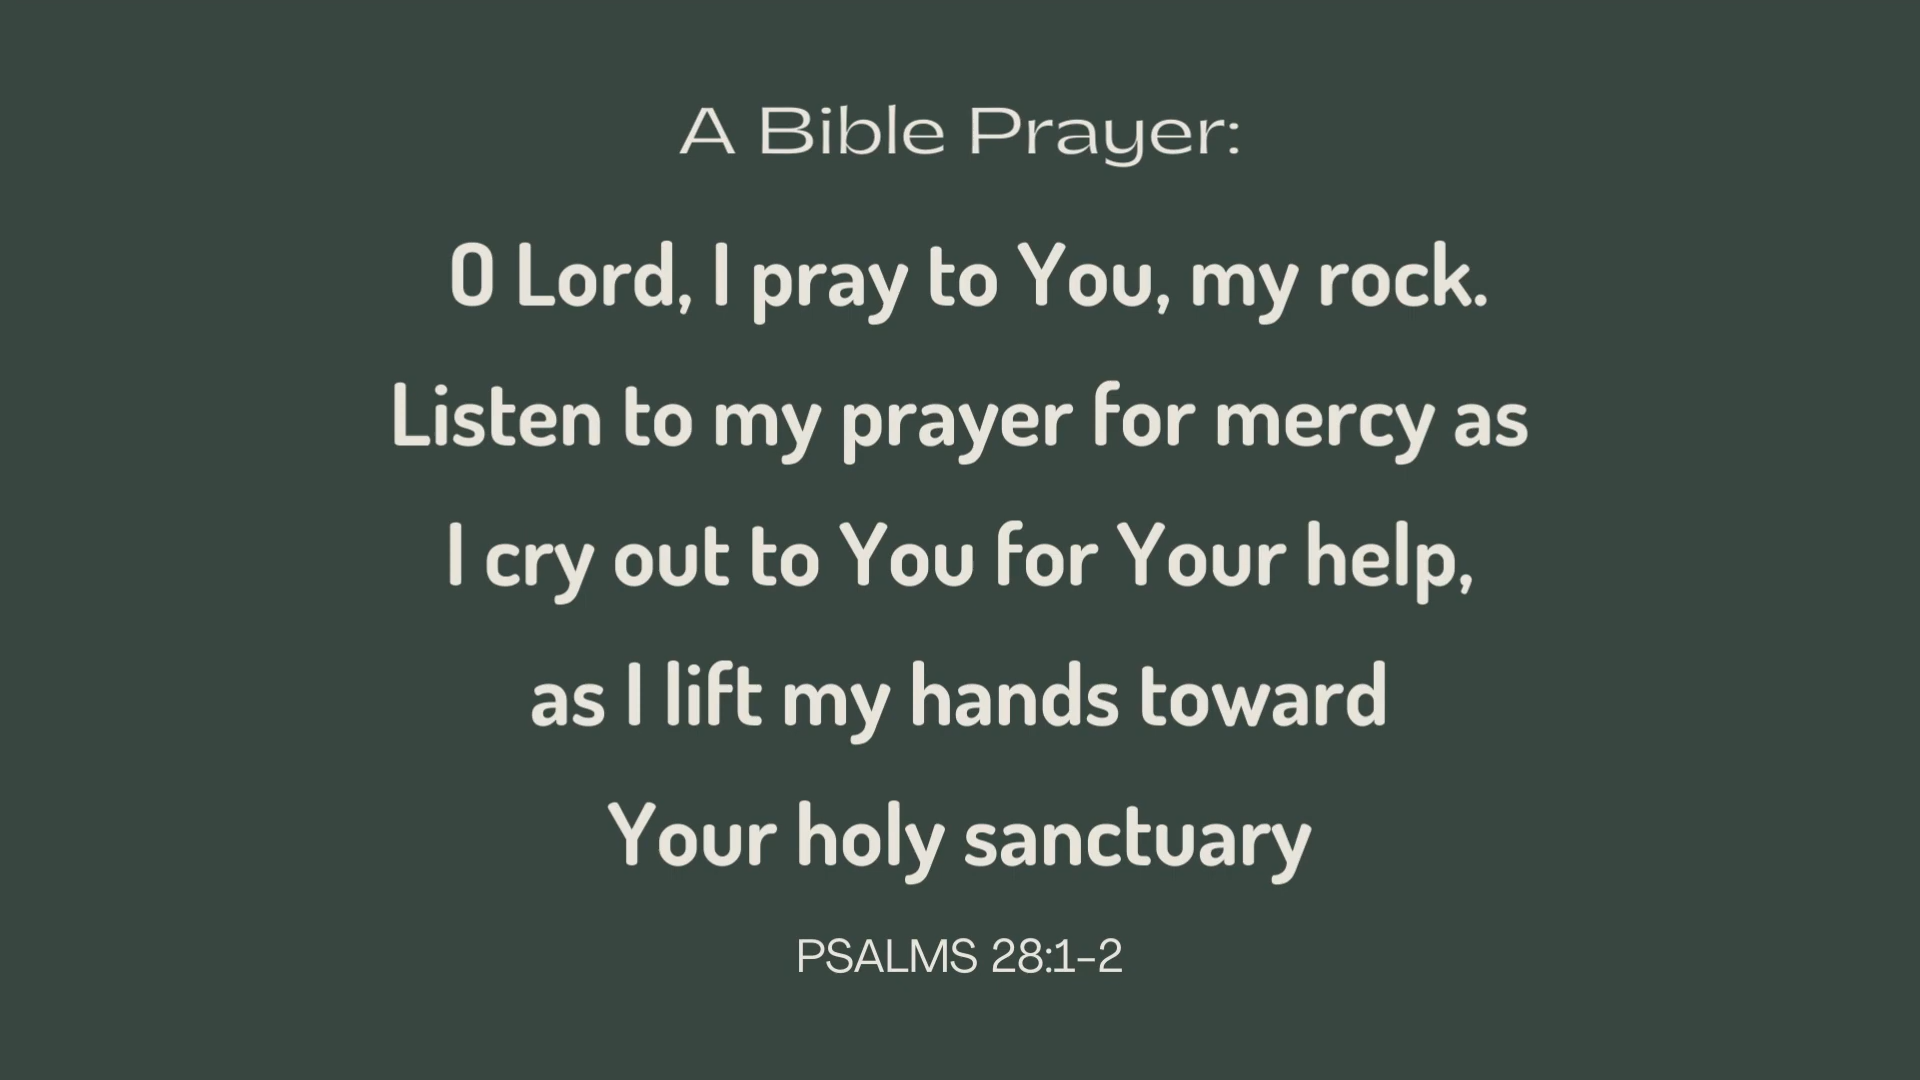 A Bible Prayer:
O Lord, I pray to You, my rock.
Listen to my prayer for mercy as
I cry out to You for Your help,
as I lift my hands toward
Your holy sanctuary
PSALMS 28:1-2